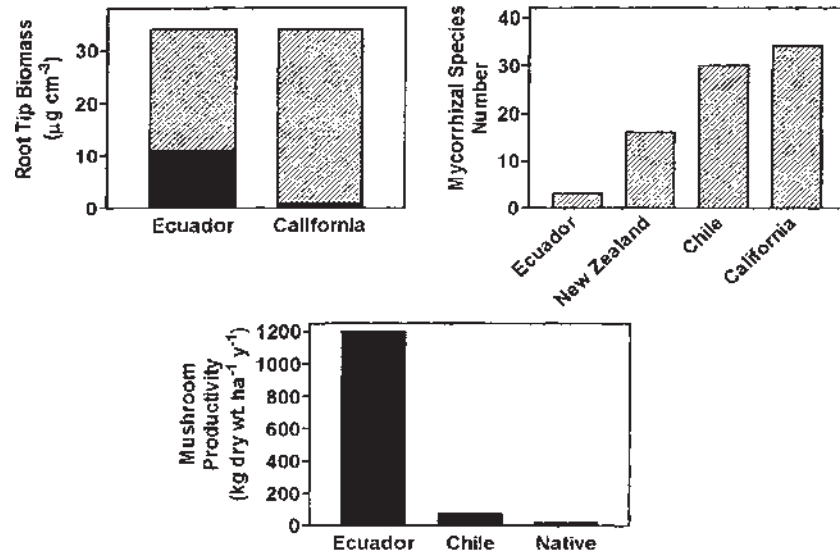 Root Tip Biomass
(μg cm⁻³)
30
20
10
0
Ecuador California
Mycorrhizal Species
Number
40
30
20
10
0
Ecuador
New Zealand
Chile
California
Mushroom
Productivity
(kg dry wt ha⁻¹ y⁻¹)
1200
1000
800
600
400
200
0
Ecuador Chile Native